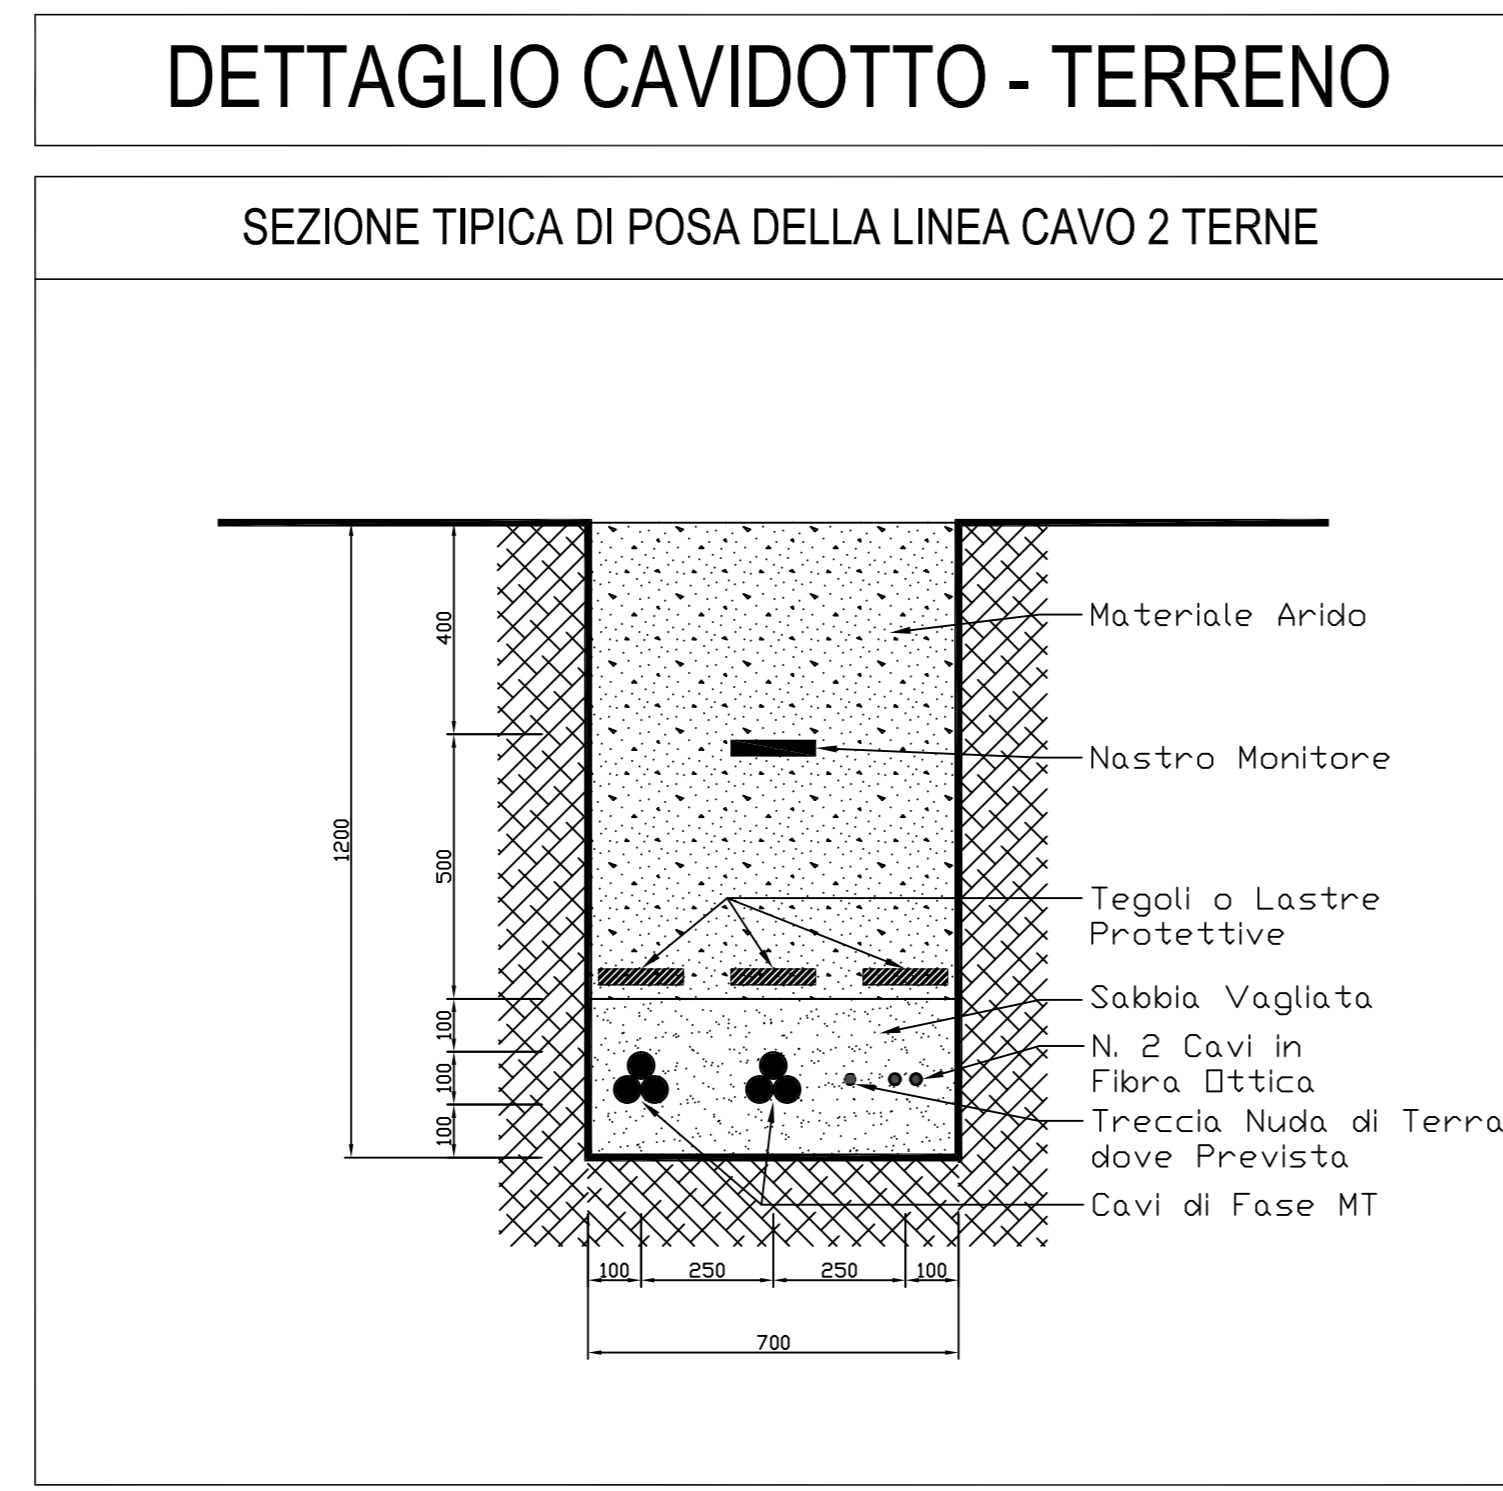 DETTAGLIO CAVIDOTTO - TERRENO
SEZIONE TIPICA DI POSA DELLA LINEA CAVO 2 TERNE
400
1200
500
100
100
100
Materiale Arido
Nastro Monitore
Tegoli o Lastre
Protettive
Sabbia Vagliata
N. 2 Cavi in
Fibra Ottica
Treccia Nuda di Terra
dove Prevista
Cavi di Fase MT
100 250 250 100
700